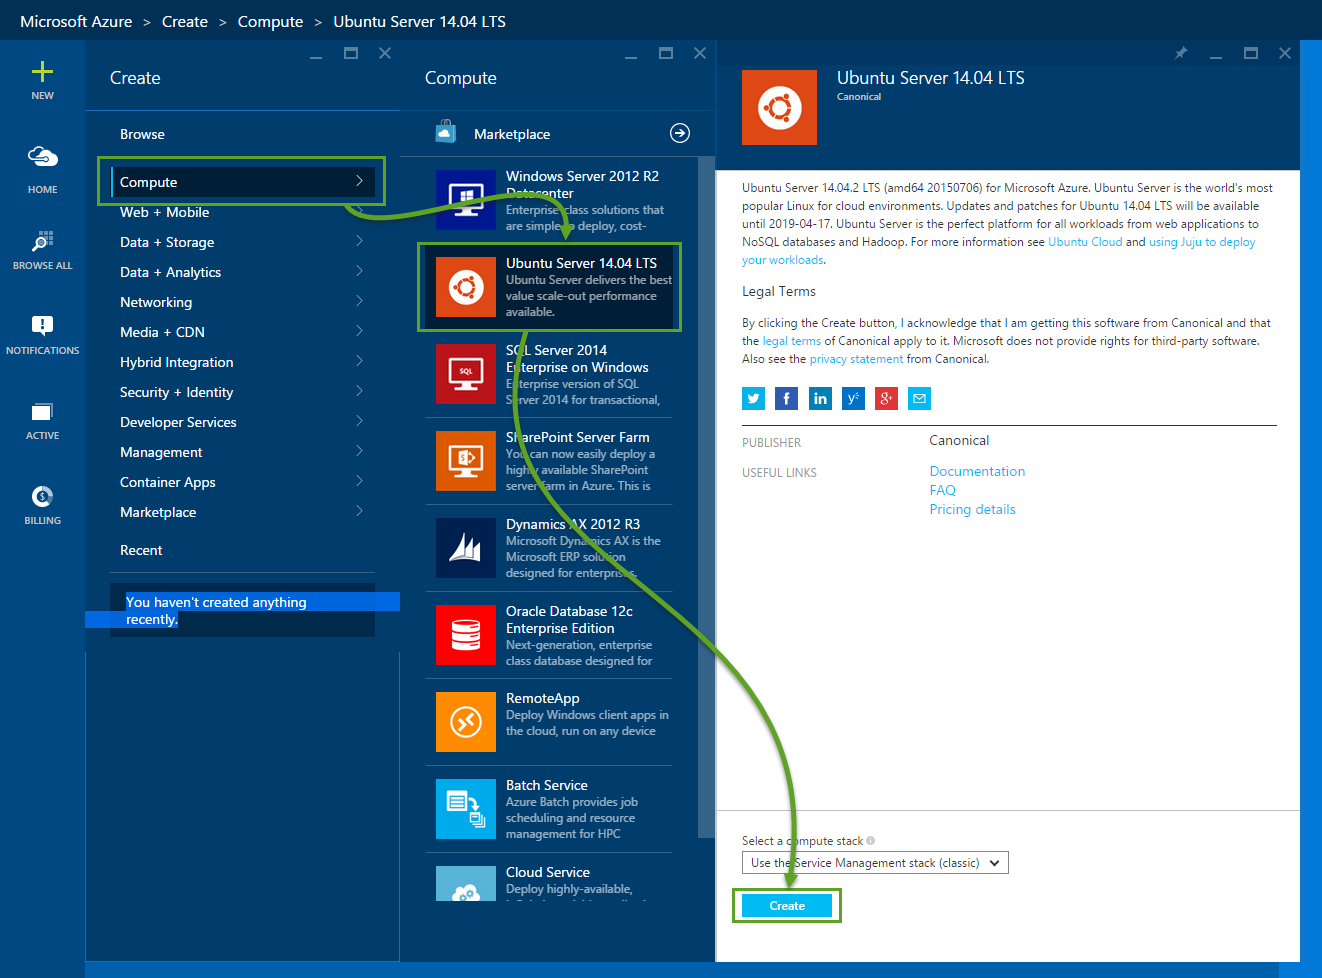 Microsoft Azure > Create > Compute > Ubuntu Server 14.04 LTS
NEW
HOME
BROWSE ALL
NOTIFICATIONS
ACTIVE
BILLING
Create
Browse
Compute
Web + Mobile
Data + Storage
Data + Analytics
Networking
Media + CDN
Hybrid Integration
Security + Identity
Developer Services
Management
Container Apps
Marketplace
Recent
You haven't created anything
recently.
Compute
Marketplace
Windows Server 2012 R2
Datacenter
Enterprise class solutions that
are simple to deploy, cost-
Ubuntu Server 14.04 LTS
Ubuntu Server delivers the best
value scale-out performance
available.
SQL
SQL Server 2014
Enterprise on Windows
Enterprise version of SQL
Server 2014 for transactional,
SharePoint Server Farm
You can now easily deploy a
highly available SharePoint
server farm in Azure. This is
Dynamics AX 2012 R3
Microsoft Dynamics AX is the
Microsoft ERP solution
designed for enterprises,
Oracle Database 12c
Enterprise Edition
Next-generation, enterprise
class database designed for
RemoteApp
Deploy Windows client apps in
the cloud, run on any device
Batch Service
Azure Batch provides job
scheduling and resource
management for HPC
Cloud Service
Deploy highly-available,
Ubuntu Server 14.04 LTS
Canonical
Ubuntu Server 14.04.2 LTS (amd64 20150706) for Microsoft Azure. Ubuntu Server is the world's most
popular Linux for cloud environments. Updates and patches for Ubuntu 14.04 LTS will be available
until 2019-04-17. Ubuntu Server is the perfect platform for all workloads from web applications to
NoSQL databases and Hadoop. For more information see Ubuntu Cloud and using Juju to deploy
your workloads.
Legal Terms
By clicking the Create button, I acknowledge that I am getting this software from Canonical and that
the legal terms of Canonical apply to it. Microsoft does not provide rights for third-party software.
Also see the privacy statement from Canonical.
f in y g+
PUBLISHER Canonical
USEFUL LINKS Documentation
FAQ
Pricing details
Select a compute stack
Use the Service Management stack (classic)
Create